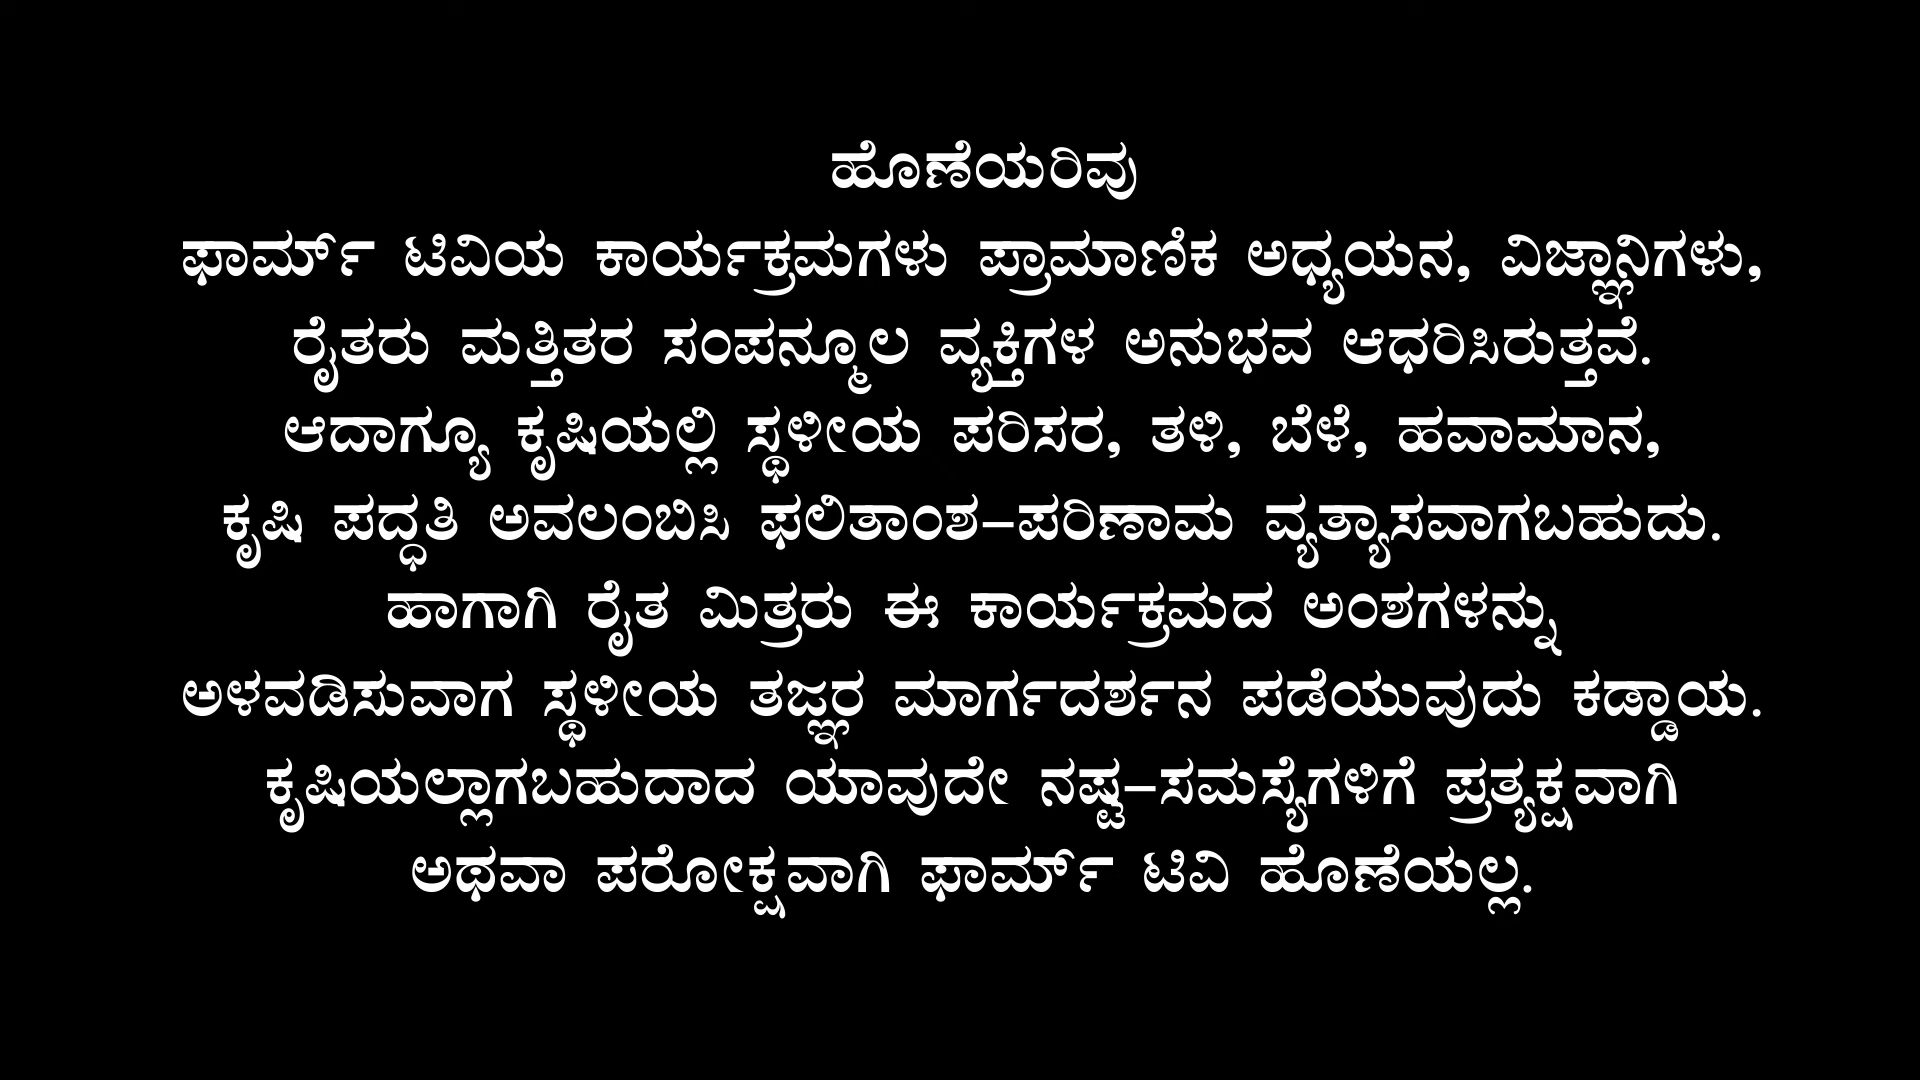 ಹೊಣೆಯರಿವು
ಫಾರ್ಮ್ ಟಿವಿಯ ಕಾರ್ಯಕ್ರಮಗಳು ಪ್ರಾಮಾಣಿಕ ಅಧ್ಯಯನ, ವಿಜ್ಞಾನಿಗಳು,
ರೈತರು ಮತ್ತಿತರ ಸಂಪನ್ಮೂಲ ವ್ಯಕ್ತಿಗಳ ಅನುಭವ ಆಧರಿಸಿರುತ್ತವೆ.
ಆದಾಗ್ಯೂ ಕೃಷಿಯಲ್ಲಿ ಸ್ಥಳೀಯ ಪರಿಸರ, ತಳಿ, ಬೆಳೆ, ಹವಾಮಾನ,
ಕೃಷಿ ಪದ್ಧತಿ ಅವಲಂಬಿಸಿ ಫಲಿತಾಂಶ–ಪರಿಣಾಮ ವ್ಯತ್ಯಾಸವಾಗಬಹುದು.
ಹಾಗಾಗಿ ರೈತ ಮಿತ್ರರು ಈ ಕಾರ್ಯಕ್ರಮದ ಅಂಶಗಳನ್ನು
ಅಳವಡಿಸುವಾಗ ಸ್ಥಳೀಯ ತಜ್ಞರ ಮಾರ್ಗದರ್ಶನ ಪಡೆಯುವುದು ಕಡ್ಡಾಯ.
ಕೃಷಿಯಲ್ಲಾಗಬಹುದಾದ ಯಾವುದೇ ನಷ್ಟ–ಸಮಸ್ಯೆಗಳಿಗೆ ಪ್ರತ್ಯಕ್ಷವಾಗಿ
ಅಥವಾ ಪರೋಕ್ಷವಾಗಿ ಫಾರ್ಮ್ ಟಿವಿ ಹೊಣೆಯಲ್ಲ.